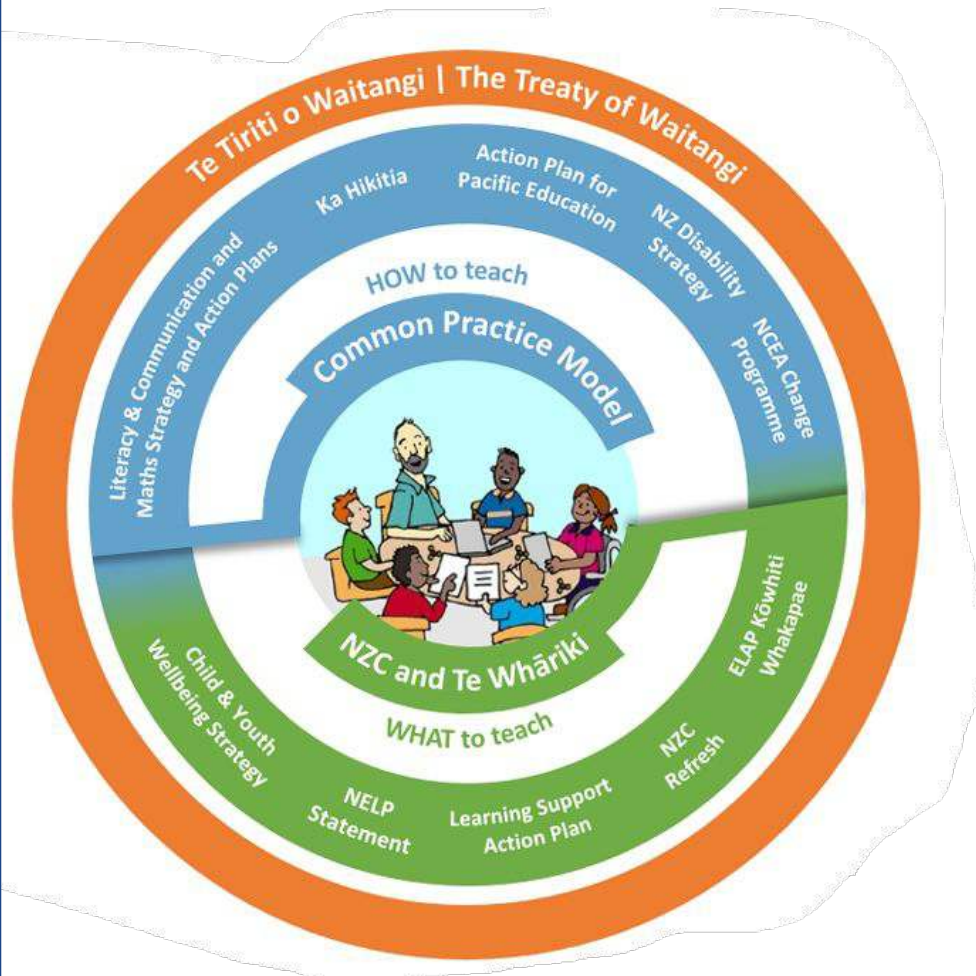 Te Tiriti o Waitangi | The Treaty of Waitangi
Literacy & Communication and
Maths Strategy and Action Plans
Ka Hikitia
Action Plan for
Pacific Education
NZ Disability
Strategy
NCEA Change
Programme
HOW to teach
Common Practice Model
NZC and Te Whāriki
WHAT to teach
Child & Youth
Wellbeing Strategy
NELP
Statement
Learning Support
Action Plan
NZC
Refresh
ELAP Kōwhiti
Whakapae